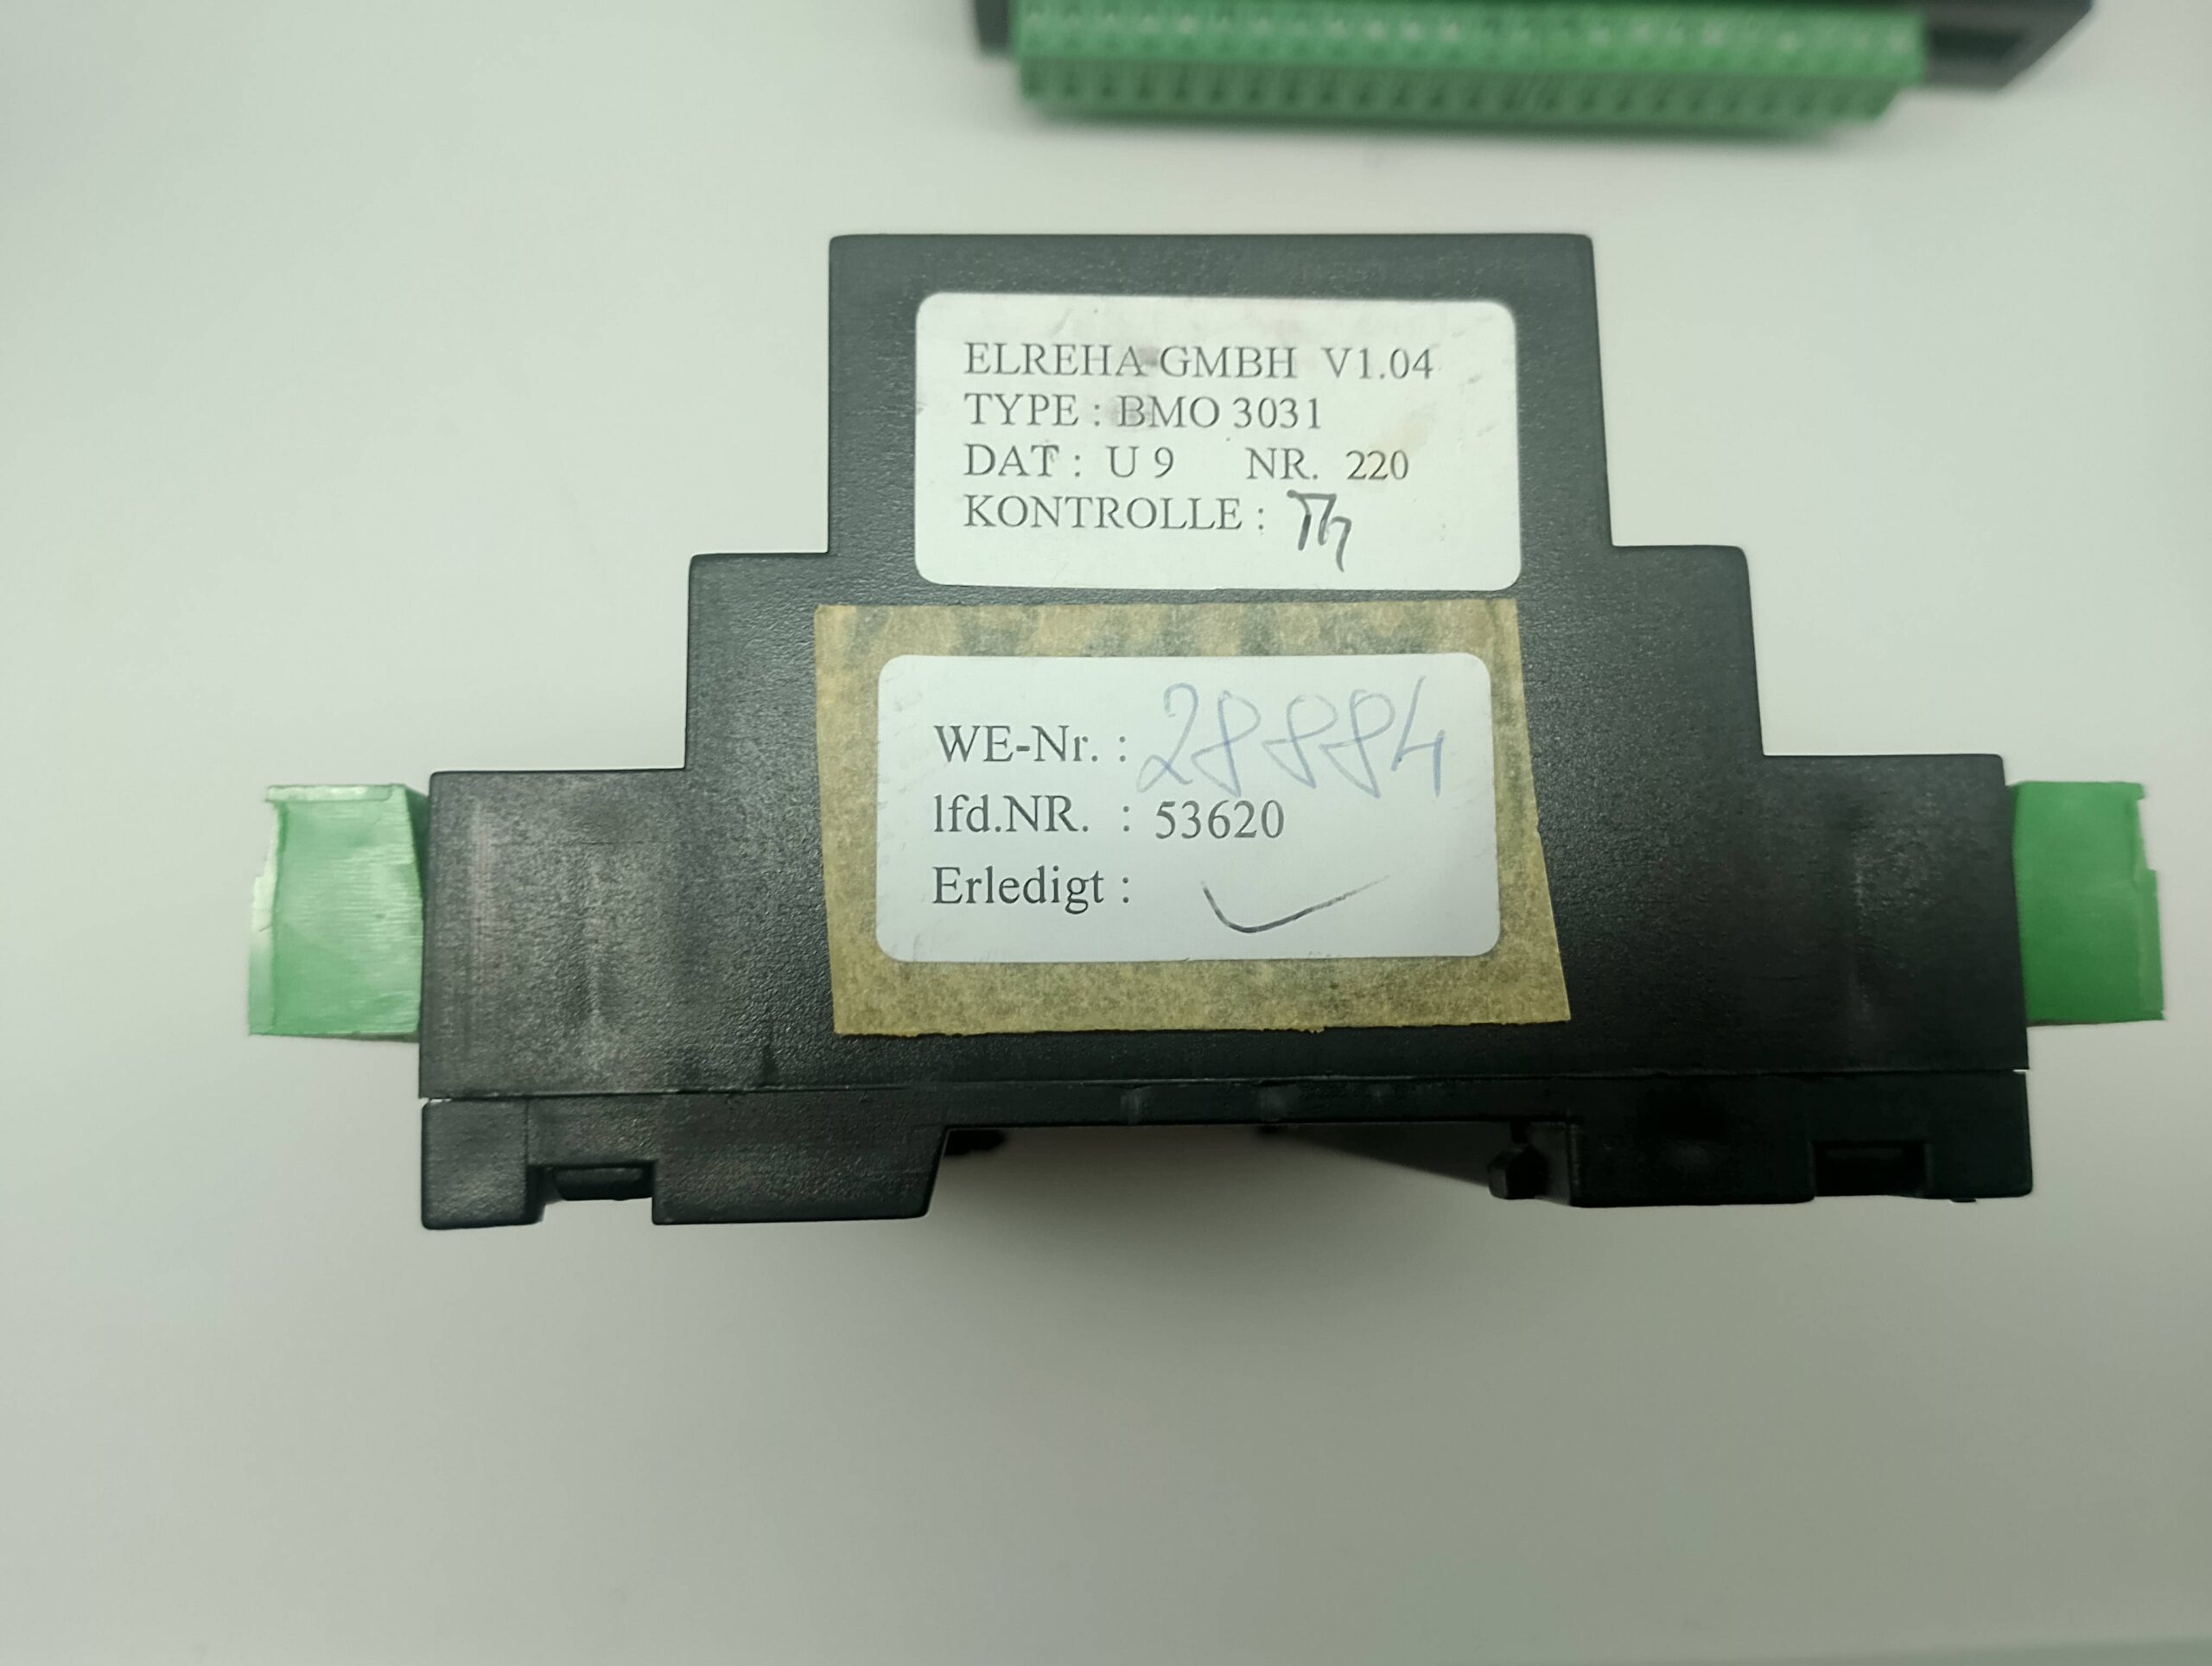 ELREHA GMBH V1.04
TYPE : BMO 3031
DAT : U 9 NR. 220
KONTROLLE :
WE-Nr. : 28884
lfd.NR. : 53620
Erledigt :